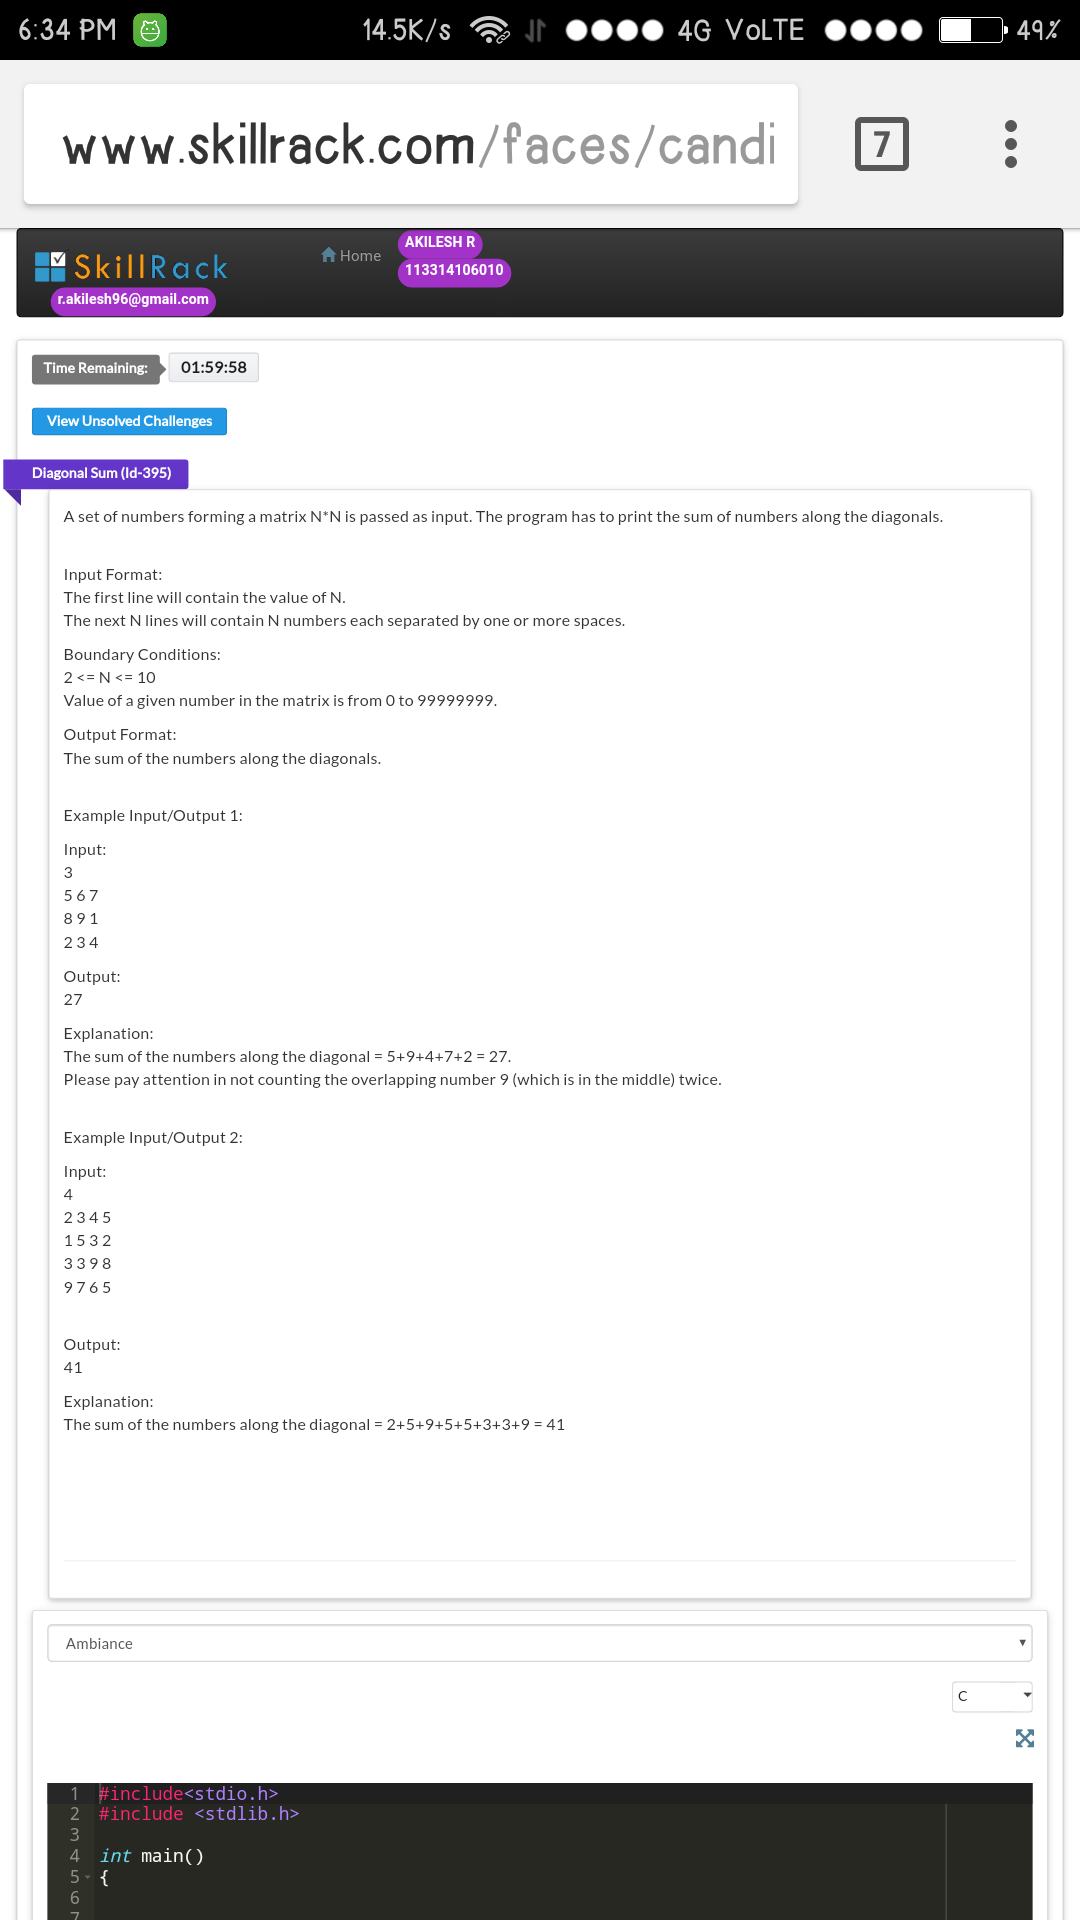 6:34 PM 14.5K/s 4G VoLTE 49%
www.skillrack.com/faces/candi 7
SkillRack Home AKILESH R
113314106010
r.akilesh96@gmail.com
Time Remaining: 01:59:58
View Unsolved Challenges
Diagonal Sum (Id-395)
A set of numbers forming a matrix N*N is passed as input. The program has to print the sum of numbers along the diagonals.
Input Format:
The first line will contain the value of N.
The next N lines will contain N numbers each separated by one or more spaces.
Boundary Conditions:
2 <= N <= 10
Value of a given number in the matrix is from 0 to 99999999.
Output Format:
The sum of the numbers along the diagonals.
Example Input/Output 1:
Input:
3
5 6 7
8 9 1
2 3 4
Output:
27
Explanation:
The sum of the numbers along the diagonal = 5+9+4+7+2 = 27.
Please pay attention in not counting the overlapping number 9 (which is in the middle) twice.
Example Input/Output 2:
Input:
4
2 3 4 5
1 5 3 2
3 3 9 8
9 7 6 5
Output:
41
Explanation:
The sum of the numbers along the diagonal = 2+5+9+5+5+3+3+9 = 41
Ambiance
C
1 #include<stdio.h>
2 #include <stdlib.h>
3
4 int main()
5 {
6
7